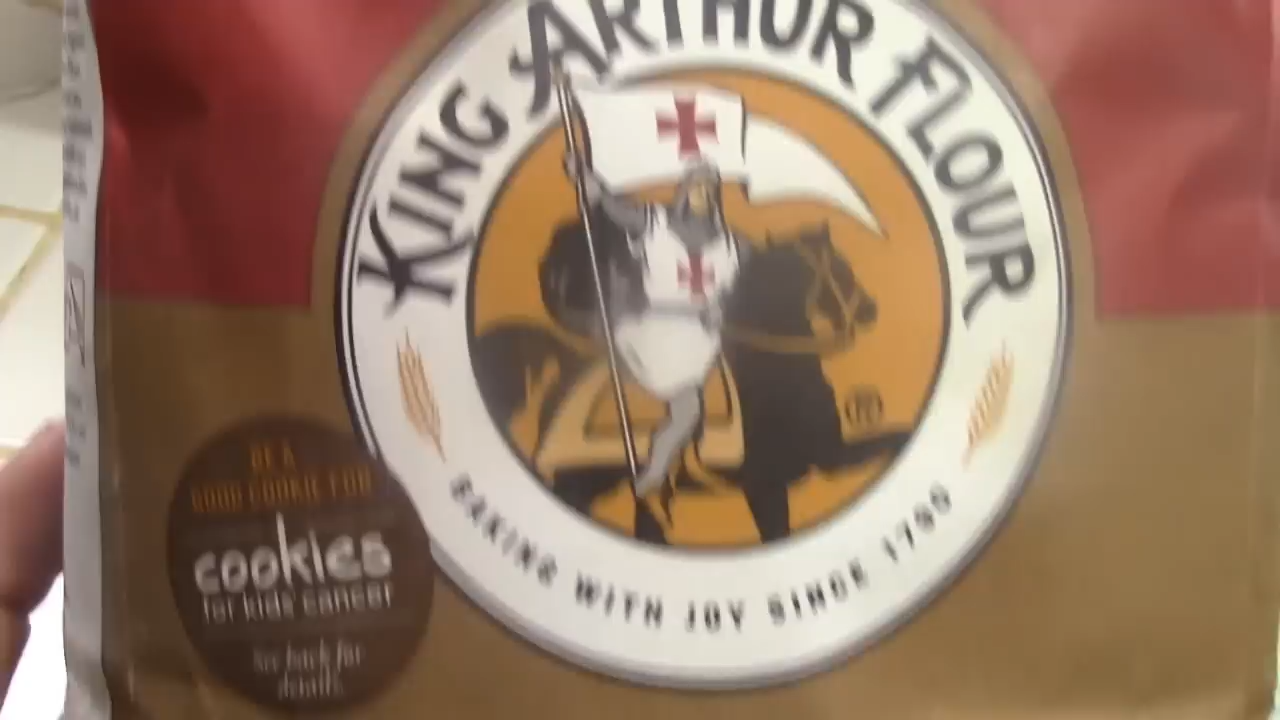 KING ARTHUR FLOUR
BAKING WITH JOY SINCE 1790
®
BE A
GOOD COOKIE FOR
cookies
for kids' cancer
see back for
details.